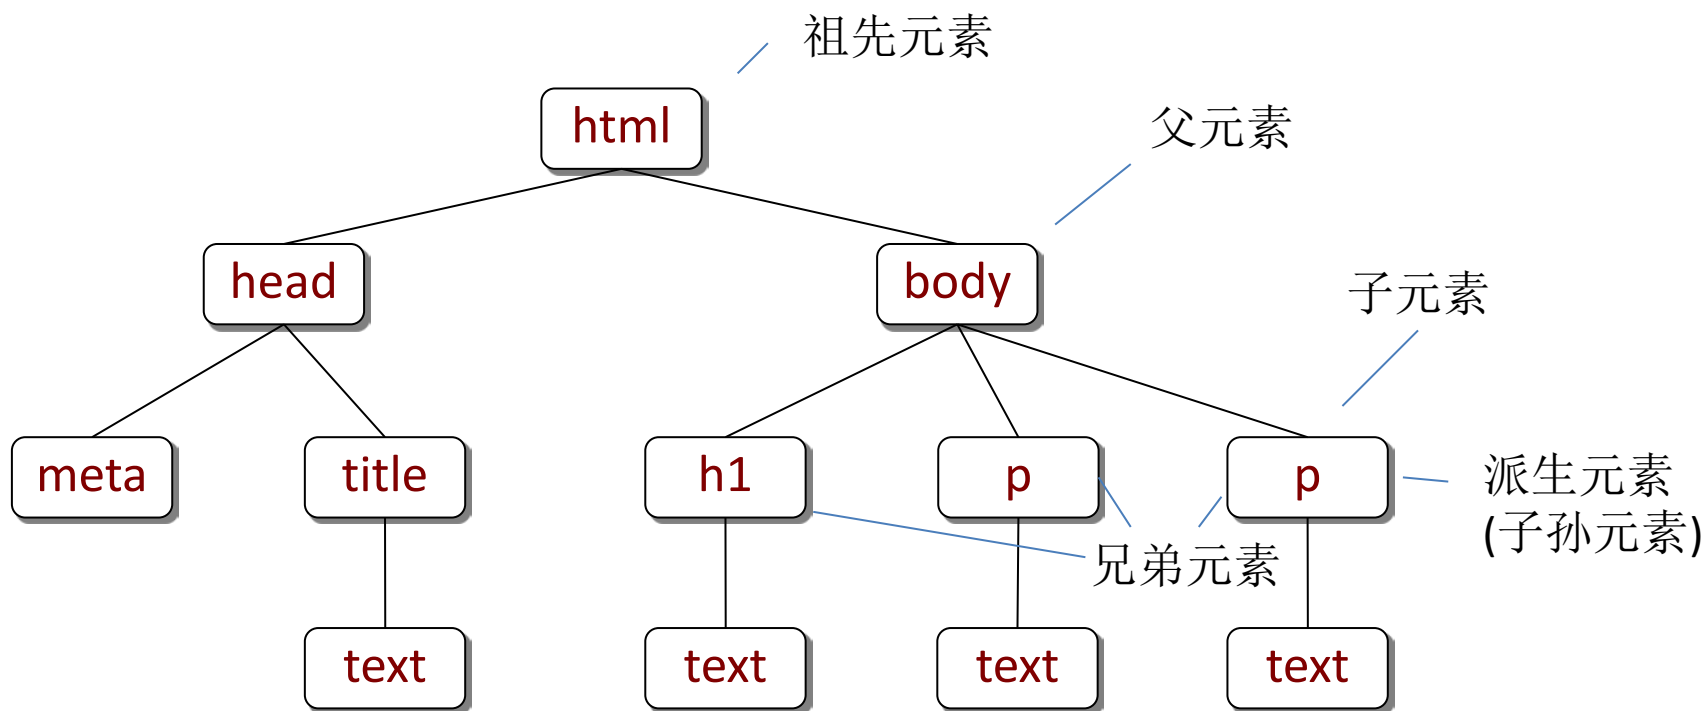 祖先元素
html
父元素
head
body
子元素
meta
title
h1
p
p
派生元素
(子孙元素)
兄弟元素
text
text
text
text